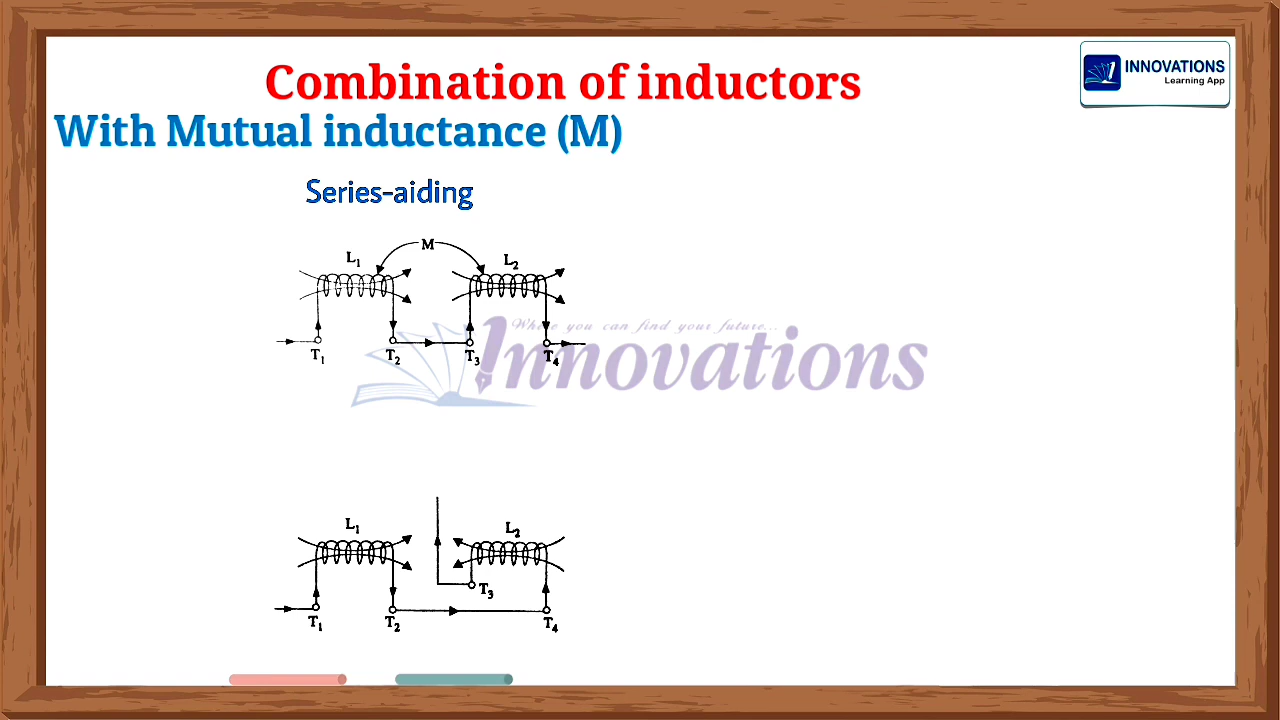 Combination of inductors
INNOVATIONS
Learning App
With Mutual inductance (M)
Series-aiding
M
L₁
L₂
Where you can find your future...
Innovations
T₁
T₂
T₃
T₄
L₁
L₂
T₃
T₁
T₂
T₄